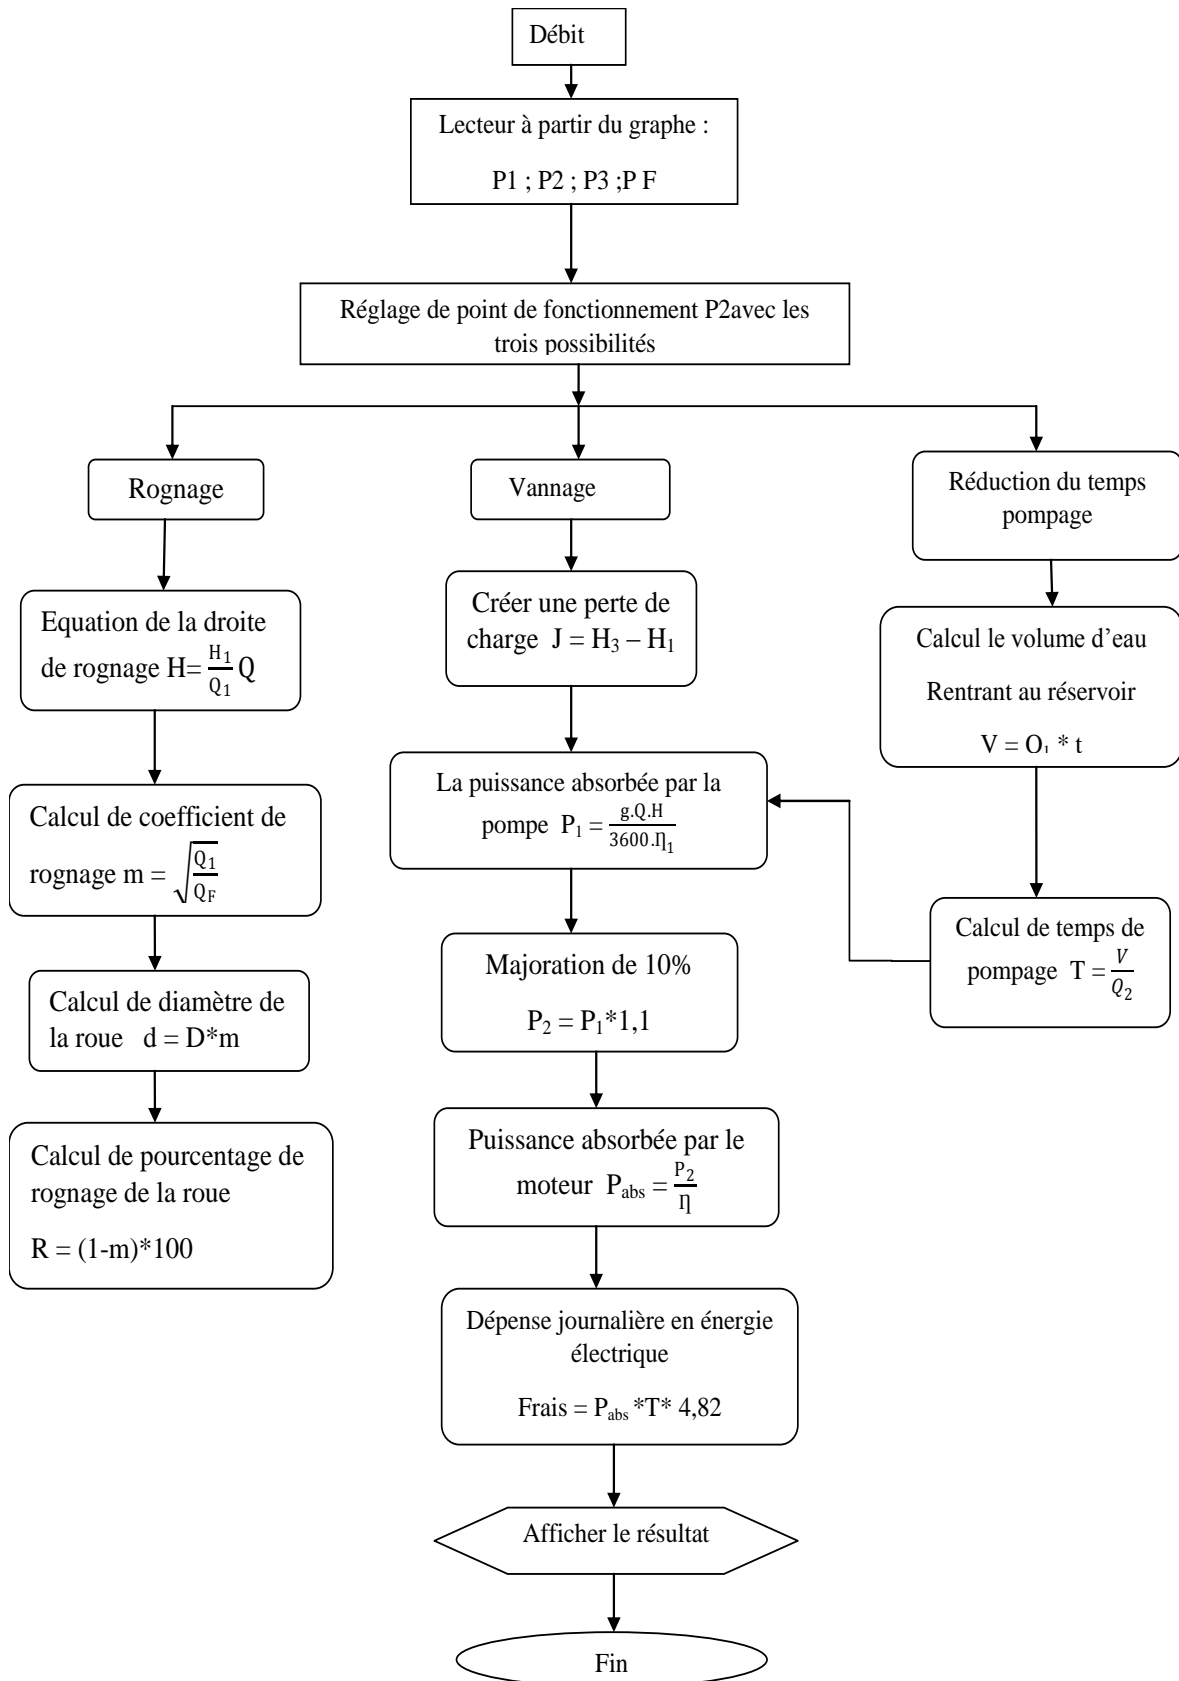 Débit
Lecteur à partir du graphe :
P1 ; P2 ; P3 ;P F
Réglage de point de fonctionnement P2avec les
trois possibilités
Rognage
Equation de la droite
de rognage H= H₁/Q₁ Q
Calcul de coefficient de
rognage m = √(Q₁/Q_F)
Calcul de diamètre de
la roue d = D*m
Calcul de pourcentage de
rognage de la roue
R = (1-m)*100
Vannage
Créer une perte de
charge J = H₃ – H₁
La puissance absorbée par la
pompe P₁ = g.Q.H/3600.η₁
Majoration de 10%
P₂ = P₁*1,1
Puissance absorbée par le
moteur P_abs = P₂/η
Dépense journalière en énergie
électrique
Frais = P_abs *T* 4,82
Afficher le résultat
Fin
Réduction du temps
pompage
Calcul le volume d’eau
Rentrant au réservoir
V = Q₁ * t
Calcul de temps de
pompage T = V/Q₂